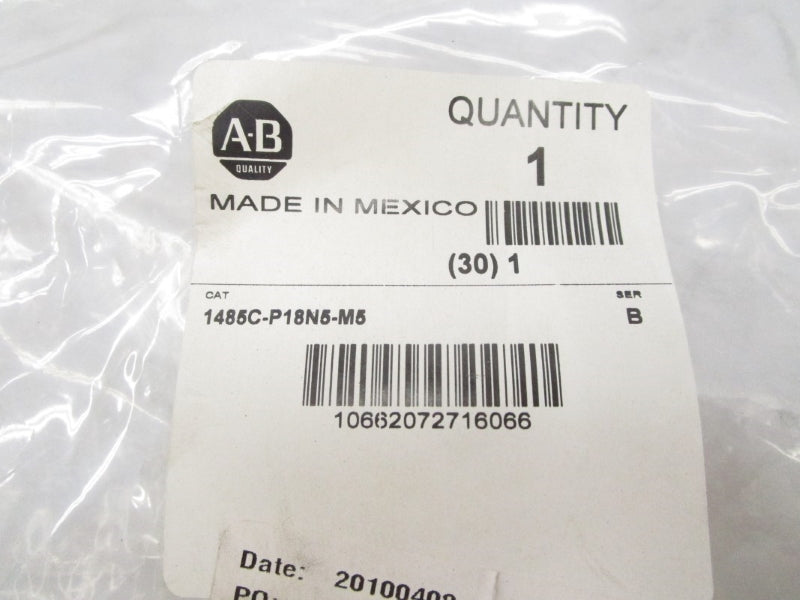 A·B
QUALITY
QUANTITY
1
MADE IN MEXICO
(30) 1
CAT
SER
1485C-P18N5-M5
B
10662072716066
Date: